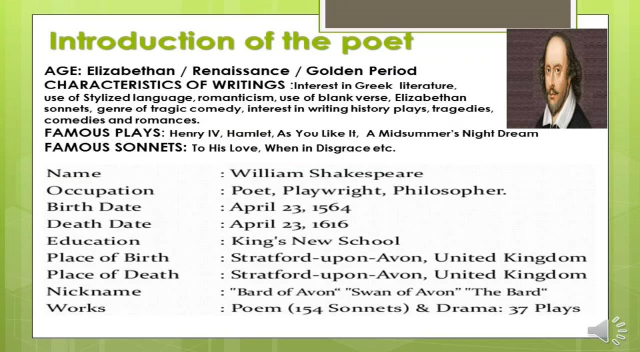 Introduction of the poet
AGE: Elizabethan / Renaissance / Golden Period
CHARACTERISTICS OF WRITINGS :Interest in Greek literature,
use of Stylized language, romanticism, use of blank verse, Elizabethan
sonnets, genre of tragic comedy, interest in writing history plays, tragedies,
comedies and romances.
FAMOUS PLAYS: Henry IV, Hamlet, As You Like It, A Midsummer's Night Dream
FAMOUS SONNETS: To His Love, When in Disgrace etc.
Name : William Shakespeare
Occupation : Poet, Playwright, Philosopher.
Birth Date : April 23, 1564
Death Date : April 23, 1616
Education : King's New School
Place of Birth : Stratford-upon-Avon, United Kingdom
Place of Death : Stratford-upon-Avon, United Kingdom
Nickname : "Bard of Avon" "Swan of Avon" "The Bard"
Works : Poem (154 Sonnets) & Drama: 37 Plays